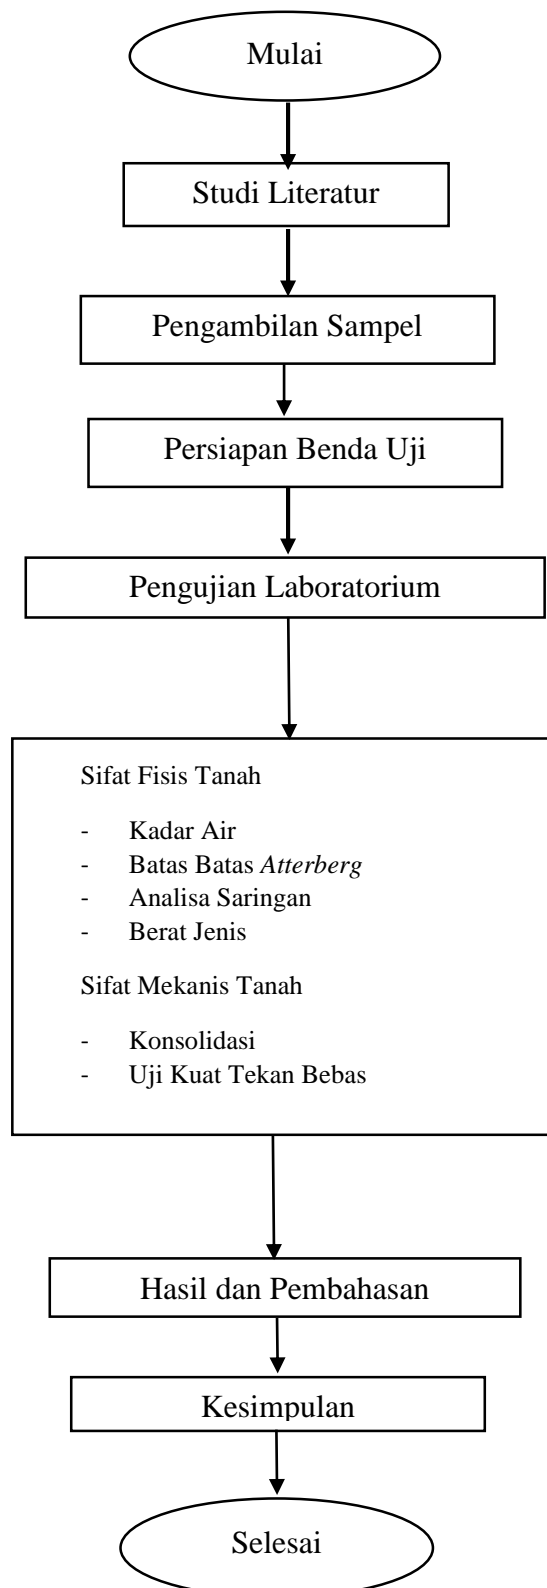 Mulai
Studi Literatur
Pengambilan Sampel
Persiapan Benda Uji
Pengujian Laboratorium
Sifat Fisis Tanah
- Kadar Air
- Batas Batas Atterberg
- Analisa Saringan
- Berat Jenis
Sifat Mekanis Tanah
- Konsolidasi
- Uji Kuat Tekan Bebas
Hasil dan Pembahasan
Kesimpulan
Selesai